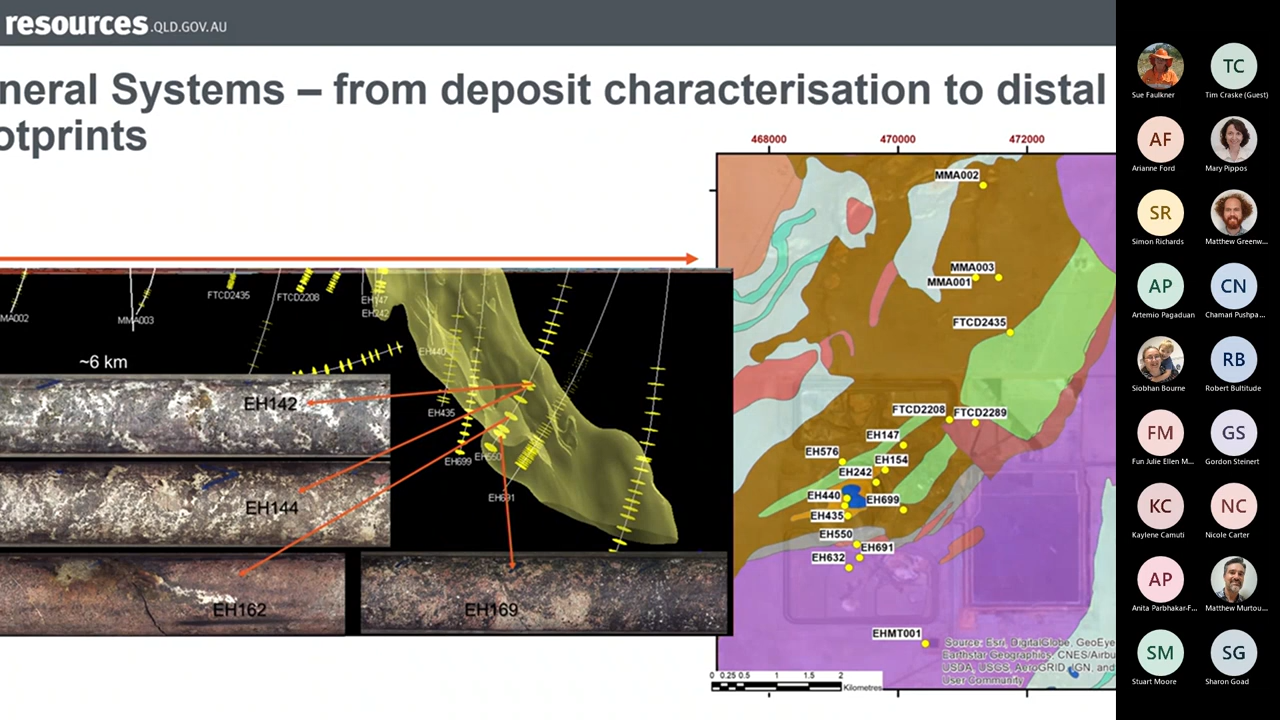 resources.QLD.GOV.AU
neral Systems – from deposit characterisation to distal
otprints
468000
470000
472000
MMA002
MMA003
MMA001
FTCD2435
FTCD2208
FTCD2289
EH147
EH576
EH154
EH242
EH440
EH699
EH435
EH550
EH691
EH632
EHMT001
Source: Esri, DigitalGlobe, GeoEye
Earthstar Geographics, CNES/Airbu
USDA, USGS, AeroGRID, IGN, and
User Community
0 0.25 0.5 1 1.5 2
Kilometres
MA002
MMA003
FTCD2435
FTCD2208
EH147
EH242
EH440
EH435
EH699
EH550
EH691
~6 km
EH142
EH144
EH162
EH169
Sue Faulkner
TC
Tim Craske (Guest)
AF
Arianne Ford
Mary Pippos
SR
Simon Richards
Matthew Greenw...
AP
Artemio Pagaduan
CN
Chamari Pushpa...
Siobhan Bourne
RB
Robert Bultitude
FM
Fun Julie Ellen M...
GS
Gordon Steinert
KC
Kaylene Camuti
NC
Nicole Carter
AP
Anita Parbhakar-F...
Matthew Murtou...
SM
Stuart Moore
SG
Sharon Goad